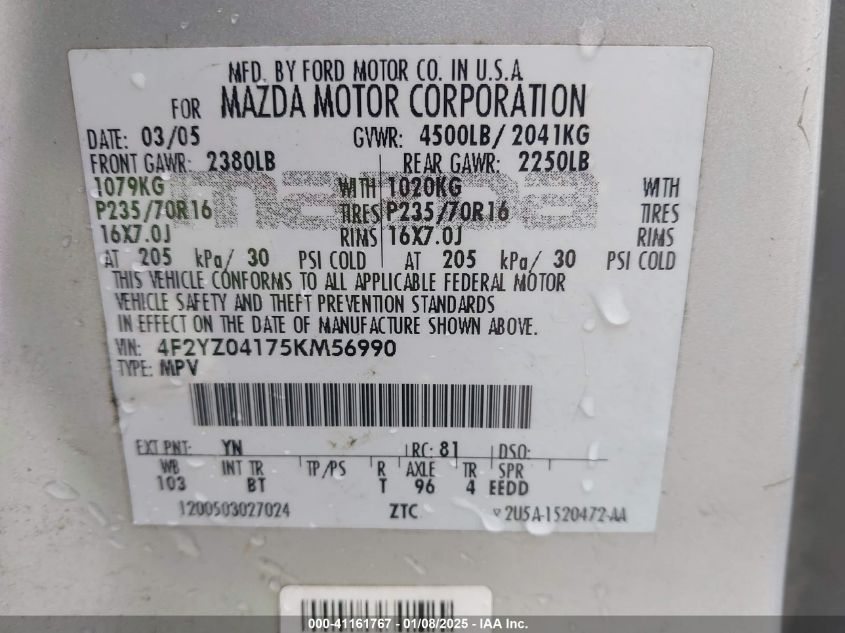 MFD. BY FORD MOTOR CO. IN U.S.A
FOR MAZDA MOTOR CORPORATION
DATE: 03/05 GVWR: 4500LB/ 2041KG
FRONT GAWR: 2380LB REAR GAWR: 2250LB
1079KG WITH 1020KG WITH
P235/70R16 TIRES P235/70R16 TIRES
16X7.0J RIMS 16X7.0J RIMS
AT 205 kPa/ 30 PSI COLD AT 205 kPa/ 30 PSI COLD
THIS VEHICLE CONFORMS TO ALL APPLICABLE FEDERAL MOTOR
VEHICLE SAFETY AND THEFT PREVENTION STANDARDS
IN EFFECT ON THE DATE OF MANUFACTURE SHOWN ABOVE.
VIN: 4F2YZ04175KM56990
TYPE: MPV
EXT PNT: YN RC: 81 DSO:
WB INT TR TP/PS R AXLE TR SPR
103 BT T 96 4 EEDD
1200503027024 ZTC v 2U5A-1520472-AA
000-41161767 - 01/08/2025 - IAA Inc.